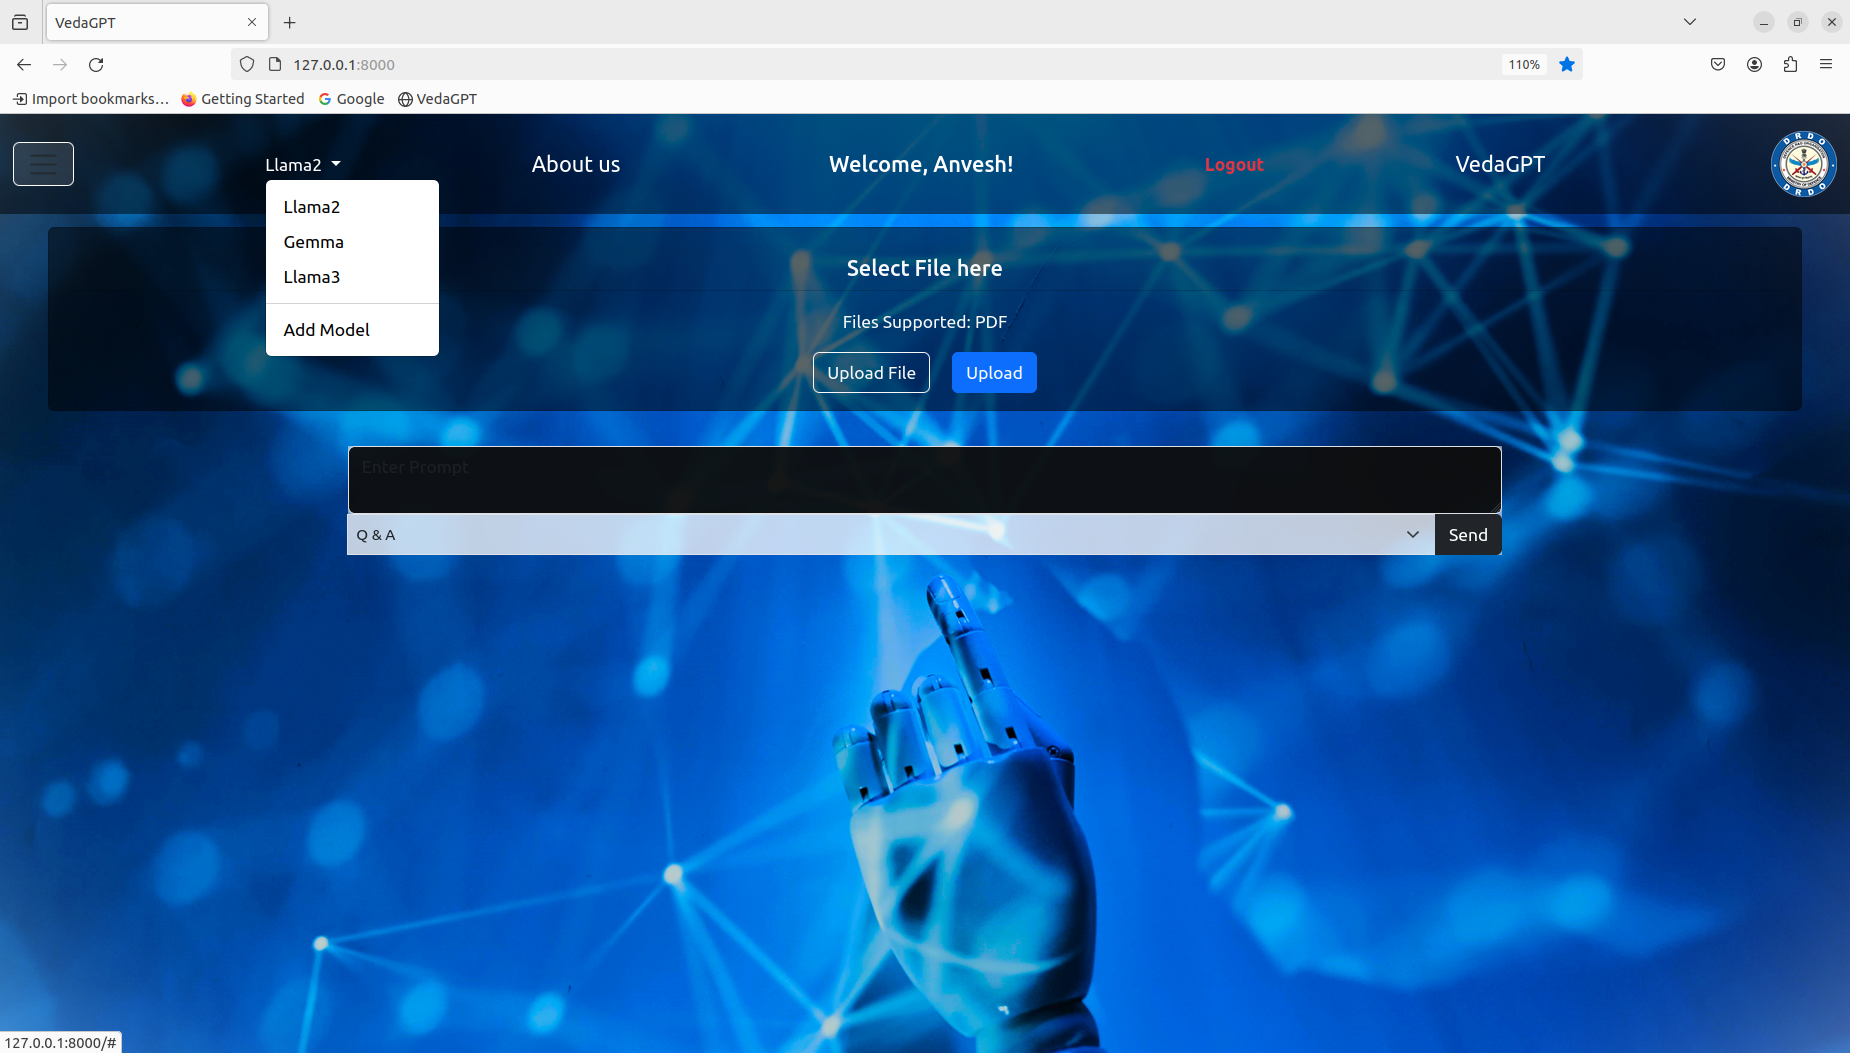 VedaGPT
127.0.0.1:8000
110%
Import bookmarks…
Getting Started
Google
VedaGPT
Llama2
About us
Welcome, Anvesh!
Logout
VedaGPT
DRDO
DRDO
Llama2
Gemma
Llama3
Add Model
Select File here
Files Supported: PDF
Upload File
Upload
Enter Prompt
Q & A
Send
127.0.0.1:8000/#